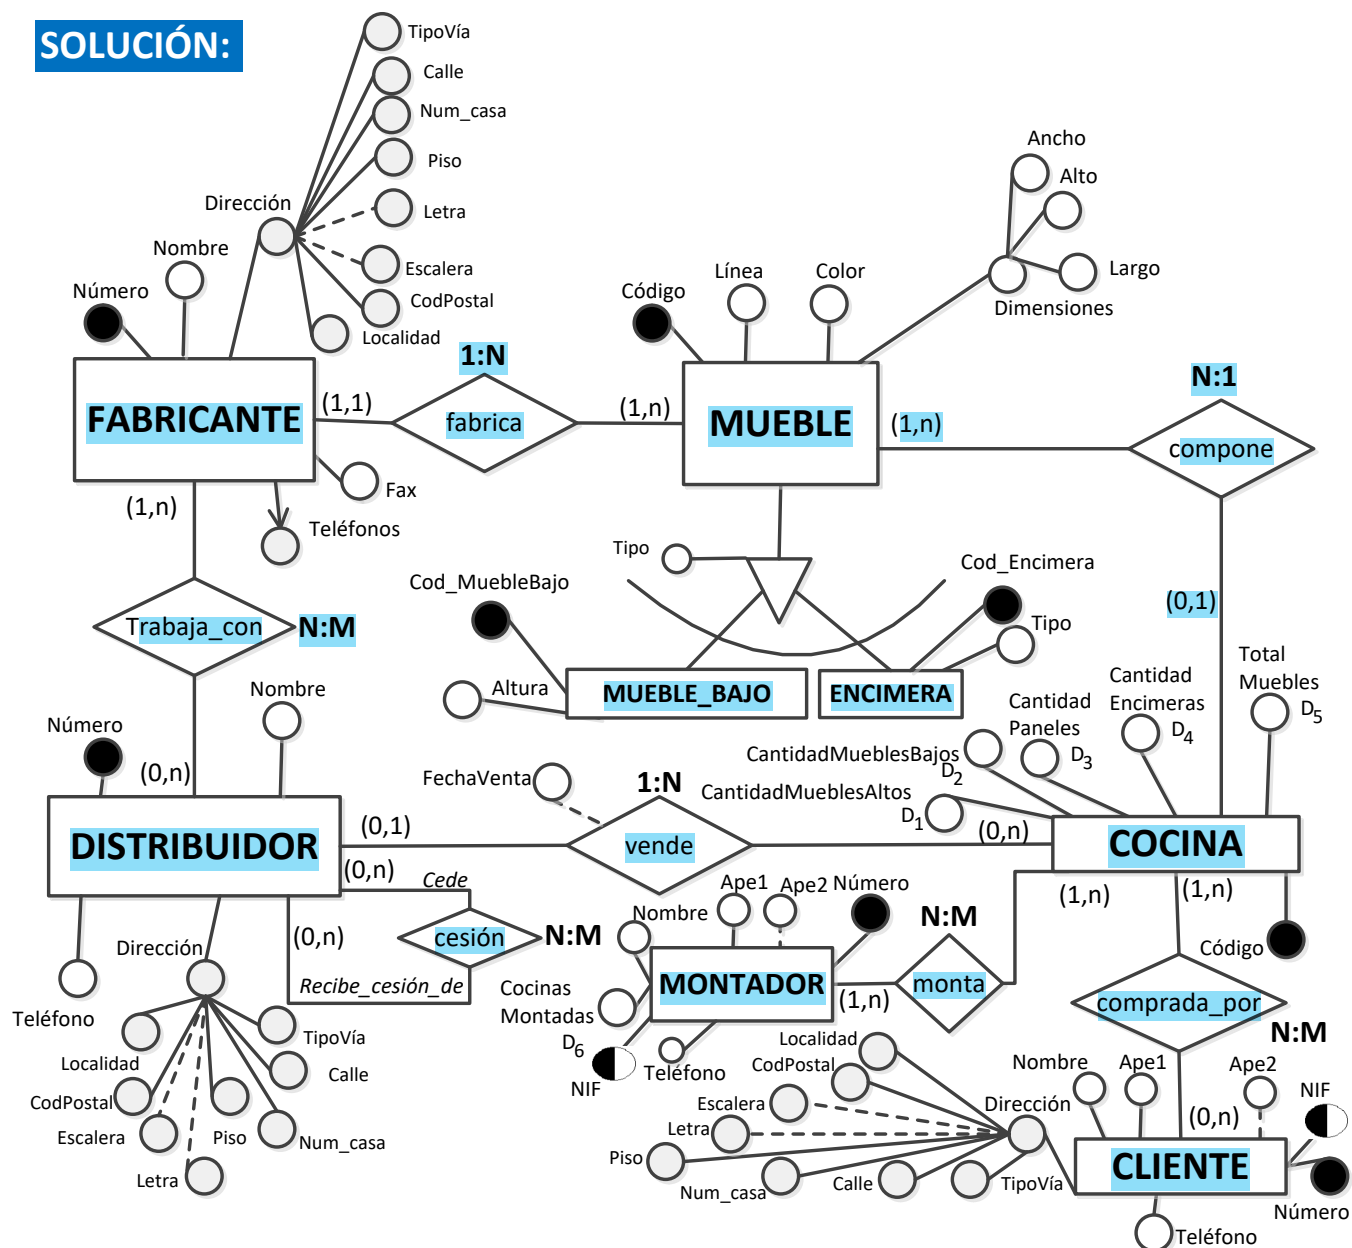 SOLUCIÓN:
TipoVía
Calle
Num_casa
Piso
Letra
Escalera
CodPostal
Localidad
Dirección
Nombre
Número
FABRICANTE
(1,1)
1:N
fabrica
(1,n)
Fax
Teléfonos
(1,n)
Ancho
Alto
Largo
Dimensiones
Línea
Color
Código
MUEBLE
(1,n)
N:1
compone
(0,1)
Tipo
Cod_MuebleBajo
Altura
MUEBLE_BAJO
Cod_Encimera
Tipo
ENCIMERA
Trabaja_con
N:M
(0,n)
Nombre
Número
DISTRIBUIDOR
(0,1)
(0,n)
FechaVenta
1:N
vende
(0,n)
CantidadMueblesAltos
D1
CantidadMueblesBajos
D2
Cantidad
Paneles
D3
Cantidad
Encimeras
D4
Total
Muebles
D5
COCINA
(1,n)
(1,n)
Código
Cede
cesión
N:M
(0,n)
Recibe_cesión_de
Teléfono
Dirección
Localidad
CodPostal
Escalera
Letra
Piso
Num_casa
Calle
TipoVía
Nombre
Ape1
Ape2
Número
MONTADOR
(1,n)
N:M
monta
Cocinas
Montadas
D6
NIF
Teléfono
comprada_por
N:M
(0,n)
Localidad
CodPostal
Escalera
Letra
Piso
Num_casa
Calle
TipoVía
Dirección
Nombre
Ape1
Ape2
NIF
CLIENTE
Número
Teléfono